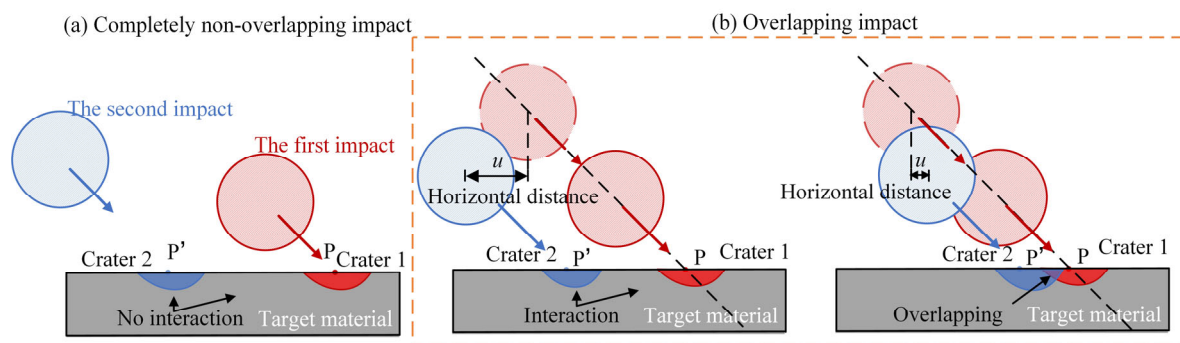 (a) Completely non-overlapping impact
The second impact
The first impact
Crater 2
P'
P
Crater 1
No interaction
Target material
(b) Overlapping impact
u
Horizontal distance
Crater 2
P'
P
Crater 1
Interaction
Target material
u
Horizontal distance
Crater 2
P'
P
Crater 1
Overlapping
Target material